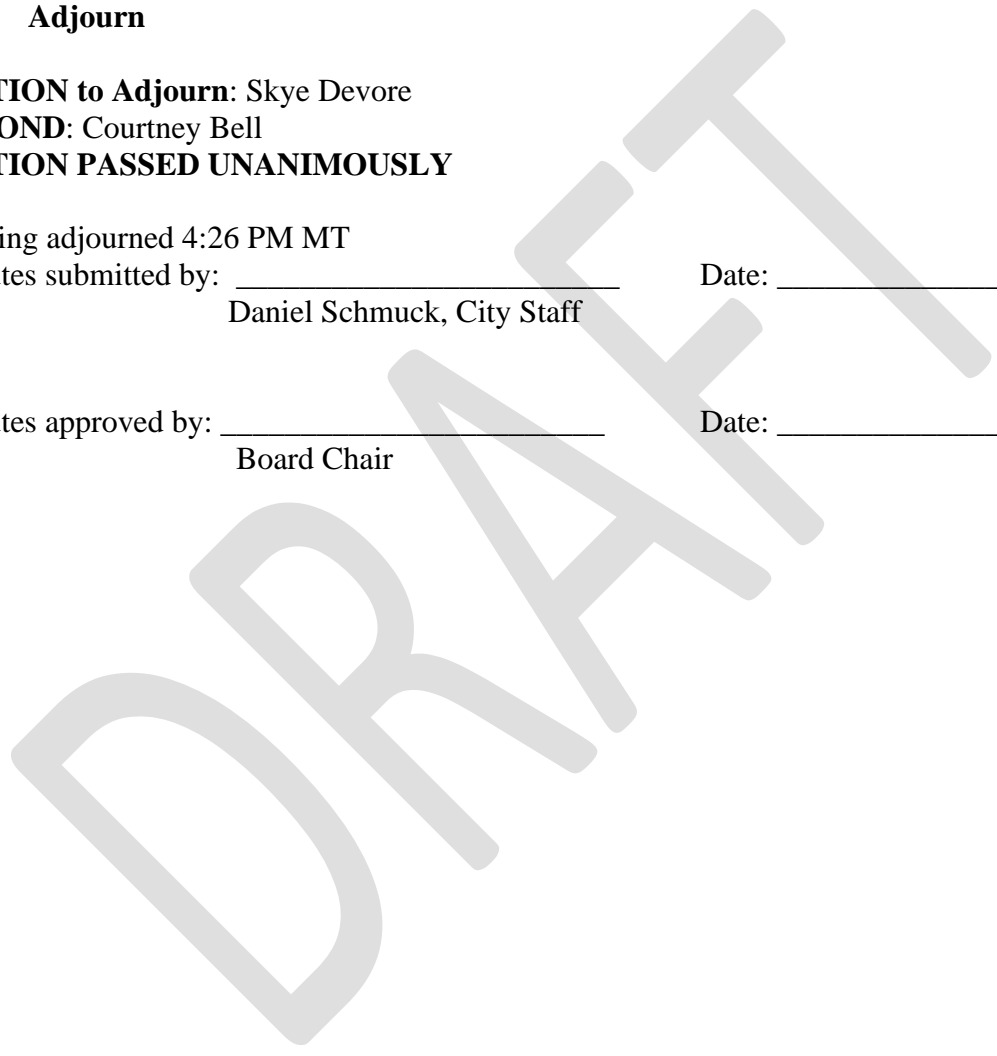 Adjourn
TION to Adjourn: Skye Devore
OND: Courtney Bell
TION PASSED UNANIMOUSLY
ing adjourned 4:26 PM MT
tes submitted by: ________________________ Date: ______________
Daniel Schmuck, City Staff
tes approved by: ________________________ Date: ______________
Board Chair
DRAFT